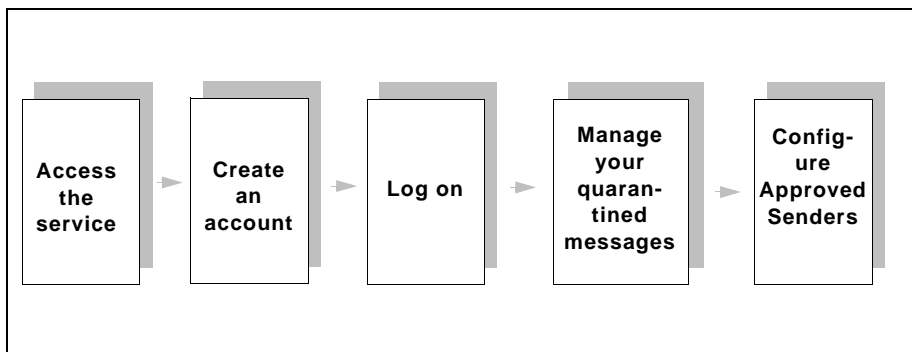 Access
the
service
Create
an
account
Log on
Manage
your
quaran-
tined
messages
Config-
ure
Approved
Senders